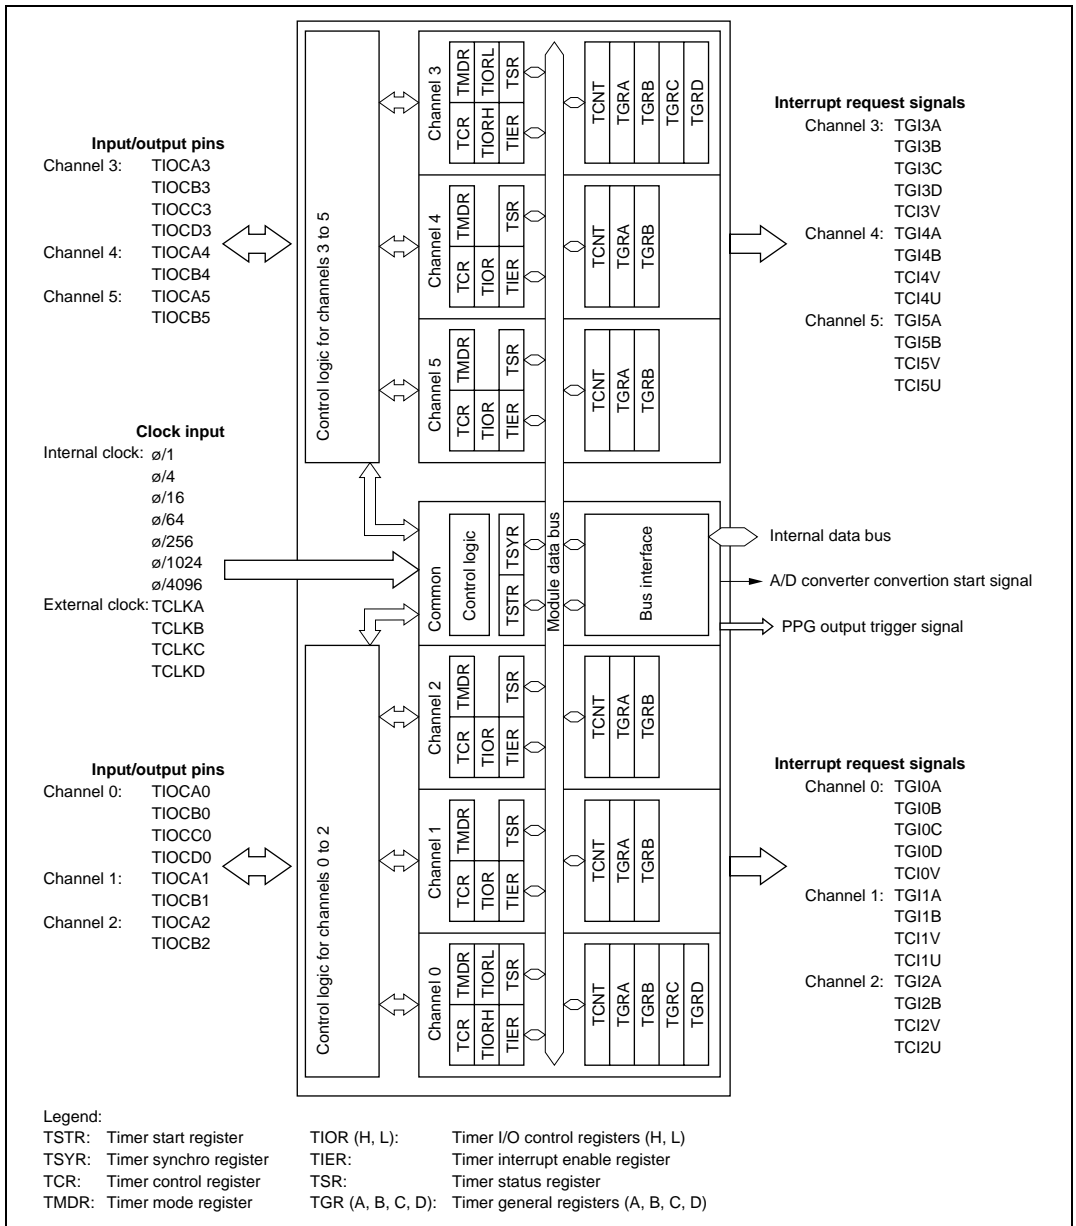 Input/output pins
Channel 3: TIOCA3
TIOCB3
TIOCC3
TIOCD3
Channel 4: TIOCA4
TIOCB4
Channel 5: TIOCA5
TIOCB5
Clock input
Internal clock: ø/1
ø/4
ø/16
ø/64
ø/256
ø/1024
ø/4096
External clock: TCLKA
TCLKB
TCLKC
TCLKD
Input/output pins
Channel 0: TIOCA0
TIOCB0
TIOCC0
TIOCD0
Channel 1: TIOCA1
TIOCB1
Channel 2: TIOCA2
TIOCB2
Control logic for channels 3 to 5
Control logic for channels 0 to 2
Channel 3
TCR TMDR
TIORH TIORL
TIER TSR
TCNT
TGRA
TGRB
TGRC
TGRD
Channel 4
TCR TMDR
TIOR
TIER TSR
TCNT
TGRA
TGRB
Channel 5
TCR TMDR
TIOR
TIER TSR
TCNT
TGRA
TGRB
Common
Control logic
TSTR TSYR
Module data bus
Bus interface
Channel 2
TCR TMDR
TIOR
TIER TSR
TCNT
TGRA
TGRB
Channel 1
TCR TMDR
TIOR
TIER TSR
TCNT
TGRA
TGRB
Channel 0
TCR TMDR
TIORH TIORL
TIER TSR
TCNT
TGRA
TGRB
TGRC
TGRD
Interrupt request signals
Channel 3: TGI3A
TGI3B
TGI3C
TGI3D
TCI3V
Channel 4: TGI4A
TGI4B
TCI4V
TCI4U
Channel 5: TGI5A
TGI5B
TCI5V
TCI5U
Internal data bus
A/D converter convertion start signal
PPG output trigger signal
Interrupt request signals
Channel 0: TGI0A
TGI0B
TGI0C
TGI0D
TCI0V
Channel 1: TGI1A
TGI1B
TCI1V
TCI1U
Channel 2: TGI2A
TGI2B
TCI2V
TCI2U
Legend:
TSTR: Timer start register TIOR (H, L): Timer I/O control registers (H, L)
TSYR: Timer synchro register TIER: Timer interrupt enable register
TCR: Timer control register TSR: Timer status register
TMDR: Timer mode register TGR (A, B, C, D): Timer general registers (A, B, C, D)